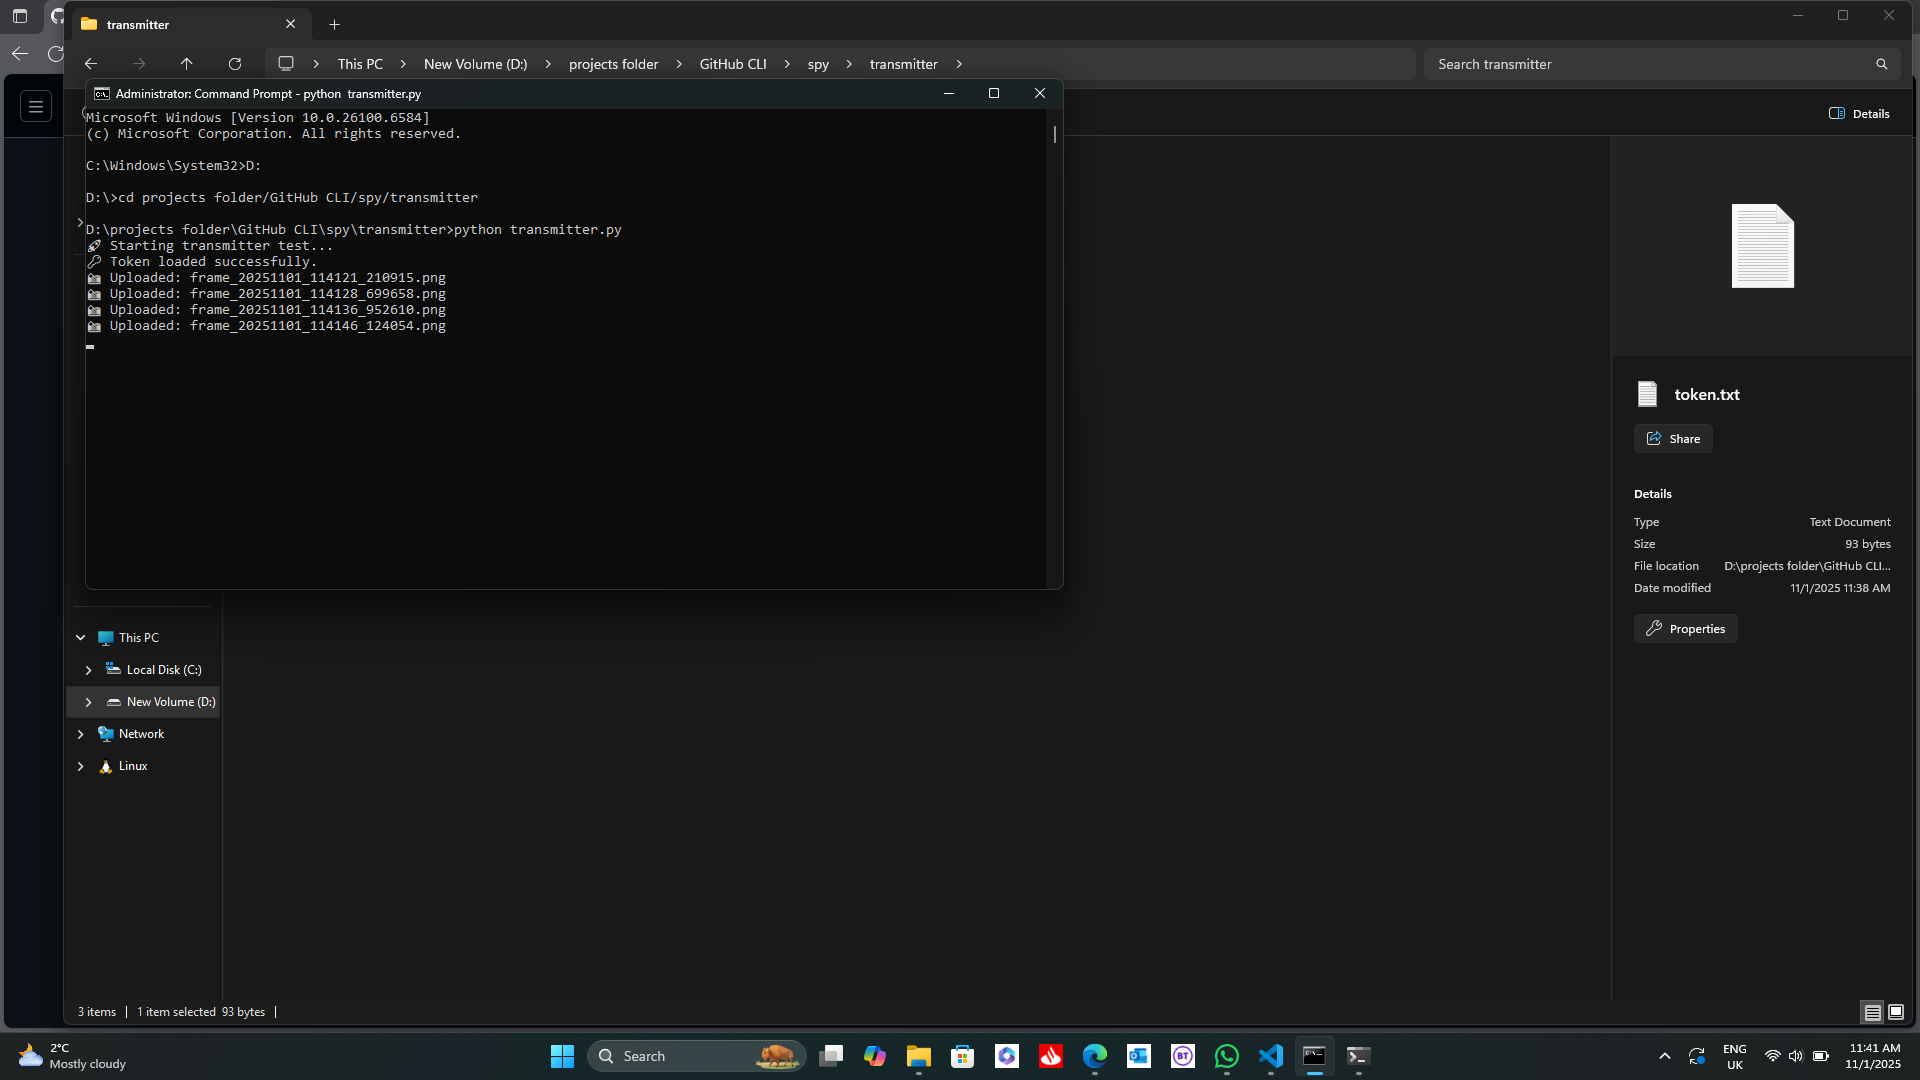 transmitter
This PC
New Volume (D:)
projects folder
GitHub CLI
spy
transmitter
Search transmitter
Administrator: Command Prompt - python  transmitter.py
Details
Microsoft Windows [Version 10.0.26100.6584]
(c) Microsoft Corporation. All rights reserved.
C:\Windows\System32>D:
D:\>cd projects folder/GitHub CLI/spy/transmitter
D:\projects folder\GitHub CLI\spy\transmitter>python transmitter.py
🚀 Starting transmitter test...
🔑 Token loaded successfully.
📸 Uploaded: frame_20251101_114121_210915.png
📸 Uploaded: frame_20251101_114128_699658.png
📸 Uploaded: frame_20251101_114136_952610.png
📸 Uploaded: frame_20251101_114146_124054.png
token.txt
Share
Details
Type Text Document
Size 93 bytes
File location D:\projects folder\GitHub CLI...
Date modified 11/1/2025 11:38 AM
Properties
This PC
Local Disk (C:)
New Volume (D:)
Network
Linux
3 items
1 item selected 93 bytes
2°C
Mostly cloudy
Search
BT
ENG
UK
11:41 AM
11/1/2025